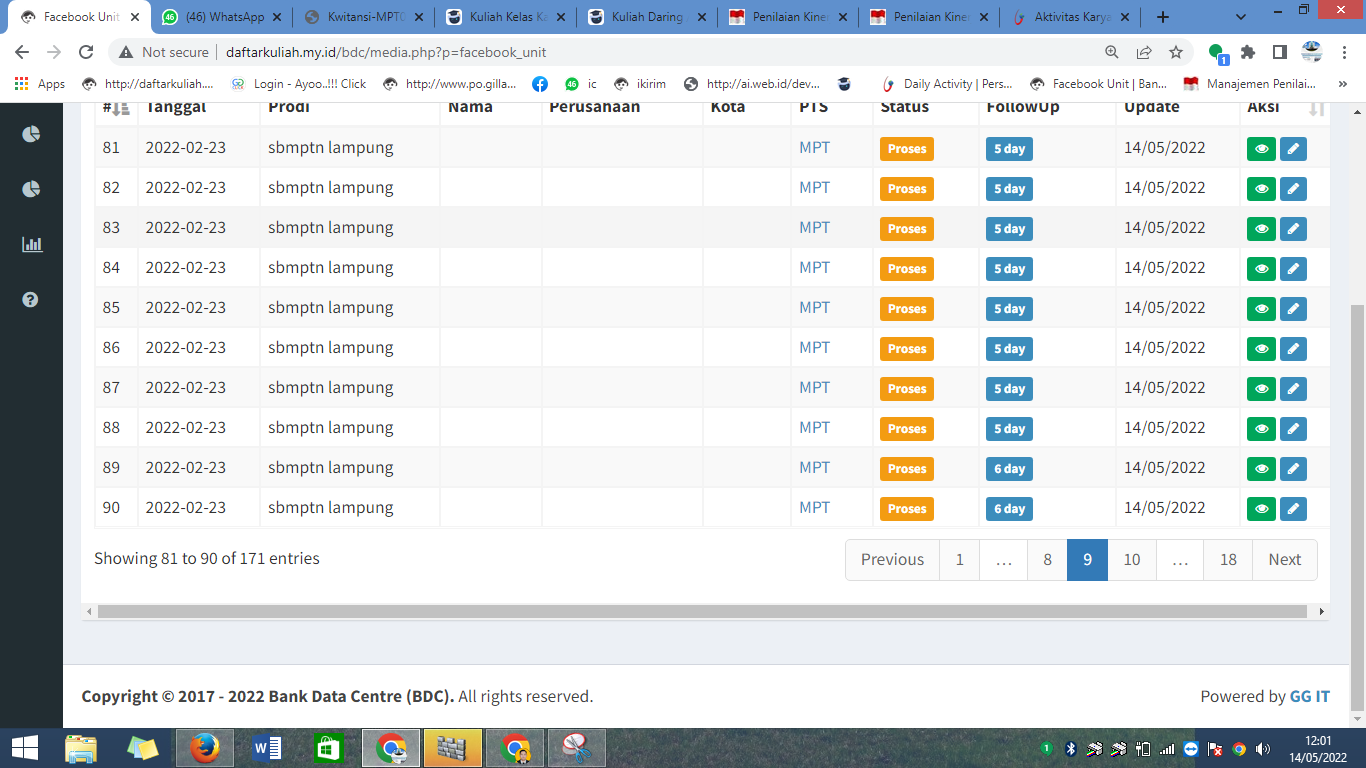 Facebook Unit (46) WhatsApp Kwitansi-MPT Kuliah Kelas Ka Kuliah Daring Penilaian Kiner Penilaian Kiner Aktivitas Karya
Not secure daftarkuliah.my.id/bdc/media.php?p=facebook_unit 1
Apps http://daftarkuliah.... Login - Ayoo..!!! Click http://www.po.gilla... 46 ic ikirim http://ai.web.id/dev... Daily Activity | Pers... Facebook Unit | Ban... Manajemen Penilai... »
# Tanggal Prodi Nama Perusahaan Kota PTS Status FollowUp Update Aksi
81 2022-02-23 sbmptn lampung MPT Proses 5 day 14/05/2022
82 2022-02-23 sbmptn lampung MPT Proses 5 day 14/05/2022
83 2022-02-23 sbmptn lampung MPT Proses 5 day 14/05/2022
84 2022-02-23 sbmptn lampung MPT Proses 5 day 14/05/2022
85 2022-02-23 sbmptn lampung MPT Proses 5 day 14/05/2022
86 2022-02-23 sbmptn lampung MPT Proses 5 day 14/05/2022
87 2022-02-23 sbmptn lampung MPT Proses 5 day 14/05/2022
88 2022-02-23 sbmptn lampung MPT Proses 5 day 14/05/2022
89 2022-02-23 sbmptn lampung MPT Proses 6 day 14/05/2022
90 2022-02-23 sbmptn lampung MPT Proses 6 day 14/05/2022
Showing 81 to 90 of 171 entries Previous 1 … 8 9 10 … 18 Next
Copyright © 2017 - 2022 Bank Data Centre (BDC). All rights reserved. Powered by GG IT
12:01
14/05/2022